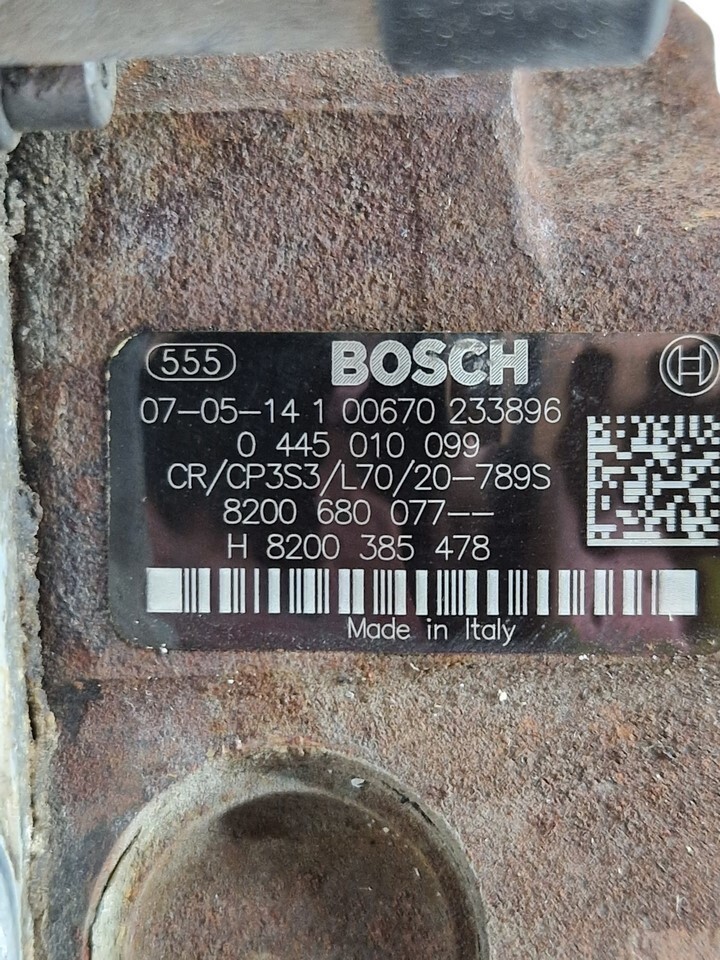 555 BOSCH
07-05-14 1 00670 233896
0 445 010 099
CR/CP3S3/L70/20-789S
8200 680 077--
H 8200 385 478
Made in Italy